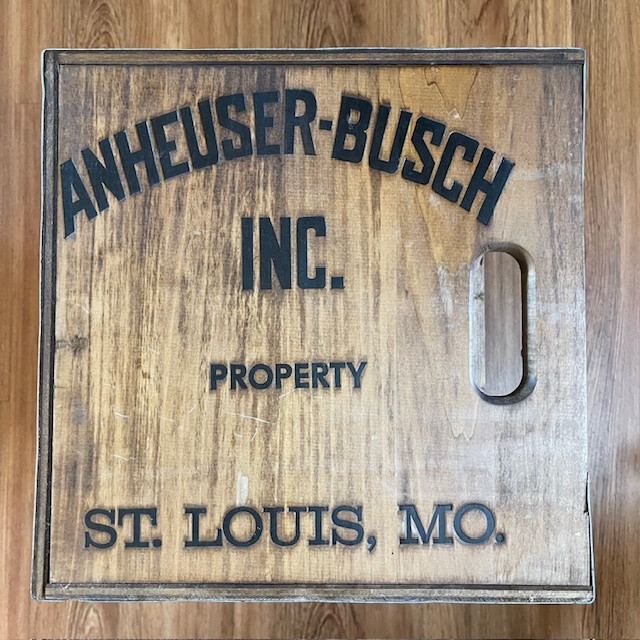 ANHEUSER-BUSCH
INC.
PROPERTY
ST. LOUIS, MO.